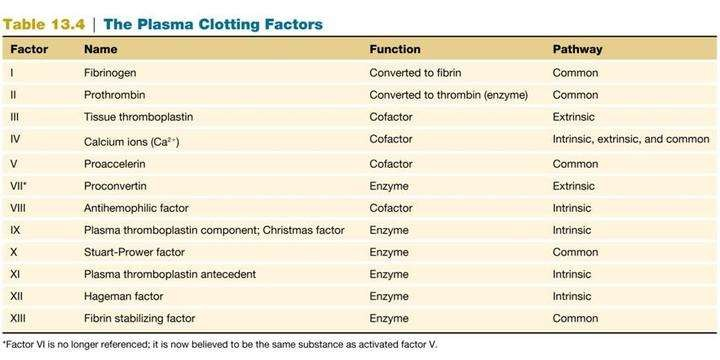 Table 13.4 | The Plasma Clotting Factors
Factor Name Function Pathway
I Fibrinogen Converted to fibrin Common
II Prothrombin Converted to thrombin (enzyme) Common
III Tissue thromboplastin Cofactor Extrinsic
IV Calcium ions (Ca²⁺) Cofactor Intrinsic, extrinsic, and common
V Proaccelerin Cofactor Common
VII* Proconvertin Enzyme Extrinsic
VIII Antihemophilic factor Cofactor Intrinsic
IX Plasma thromboplastin component; Christmas factor Enzyme Intrinsic
X Stuart-Prower factor Enzyme Common
XI Plasma thromboplastin antecedent Enzyme Intrinsic
XII Hageman factor Enzyme Intrinsic
XIII Fibrin stabilizing factor Enzyme Common
*Factor VI is no longer referenced; it is now believed to be the same substance as activated factor V.